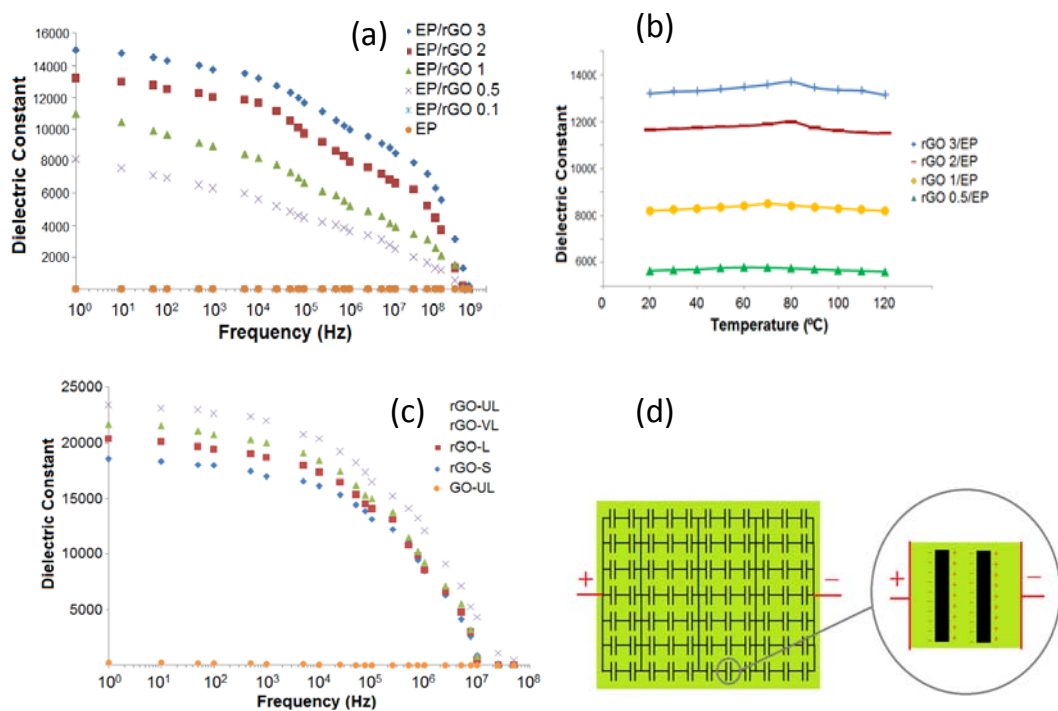 (a)
Dielectric Constant
16000
14000
12000
10000
8000
6000
4000
2000
10⁰ 10¹ 10² 10³ 10⁴ 10⁵ 10⁶ 10⁷ 10⁸ 10⁹
Frequency (Hz)
EP/rGO 3
EP/rGO 2
EP/rGO 1
EP/rGO 0.5
EP/rGO 0.1
EP
(b)
Dielectric Constant
14000
12000
10000
8000
6000
0 20 40 60 80 100 120
Temperature (ºC)
rGO 3/EP
rGO 2/EP
rGO 1/EP
rGO 0.5/EP
(c)
Dielectric Constant
25000
20000
15000
10000
5000
10⁰ 10¹ 10² 10³ 10⁴ 10⁵ 10⁶ 10⁷ 10⁸
Frequency (Hz)
rGO-UL
rGO-VL
rGO-L
rGO-S
GO-UL
(d)
+ −
+ −